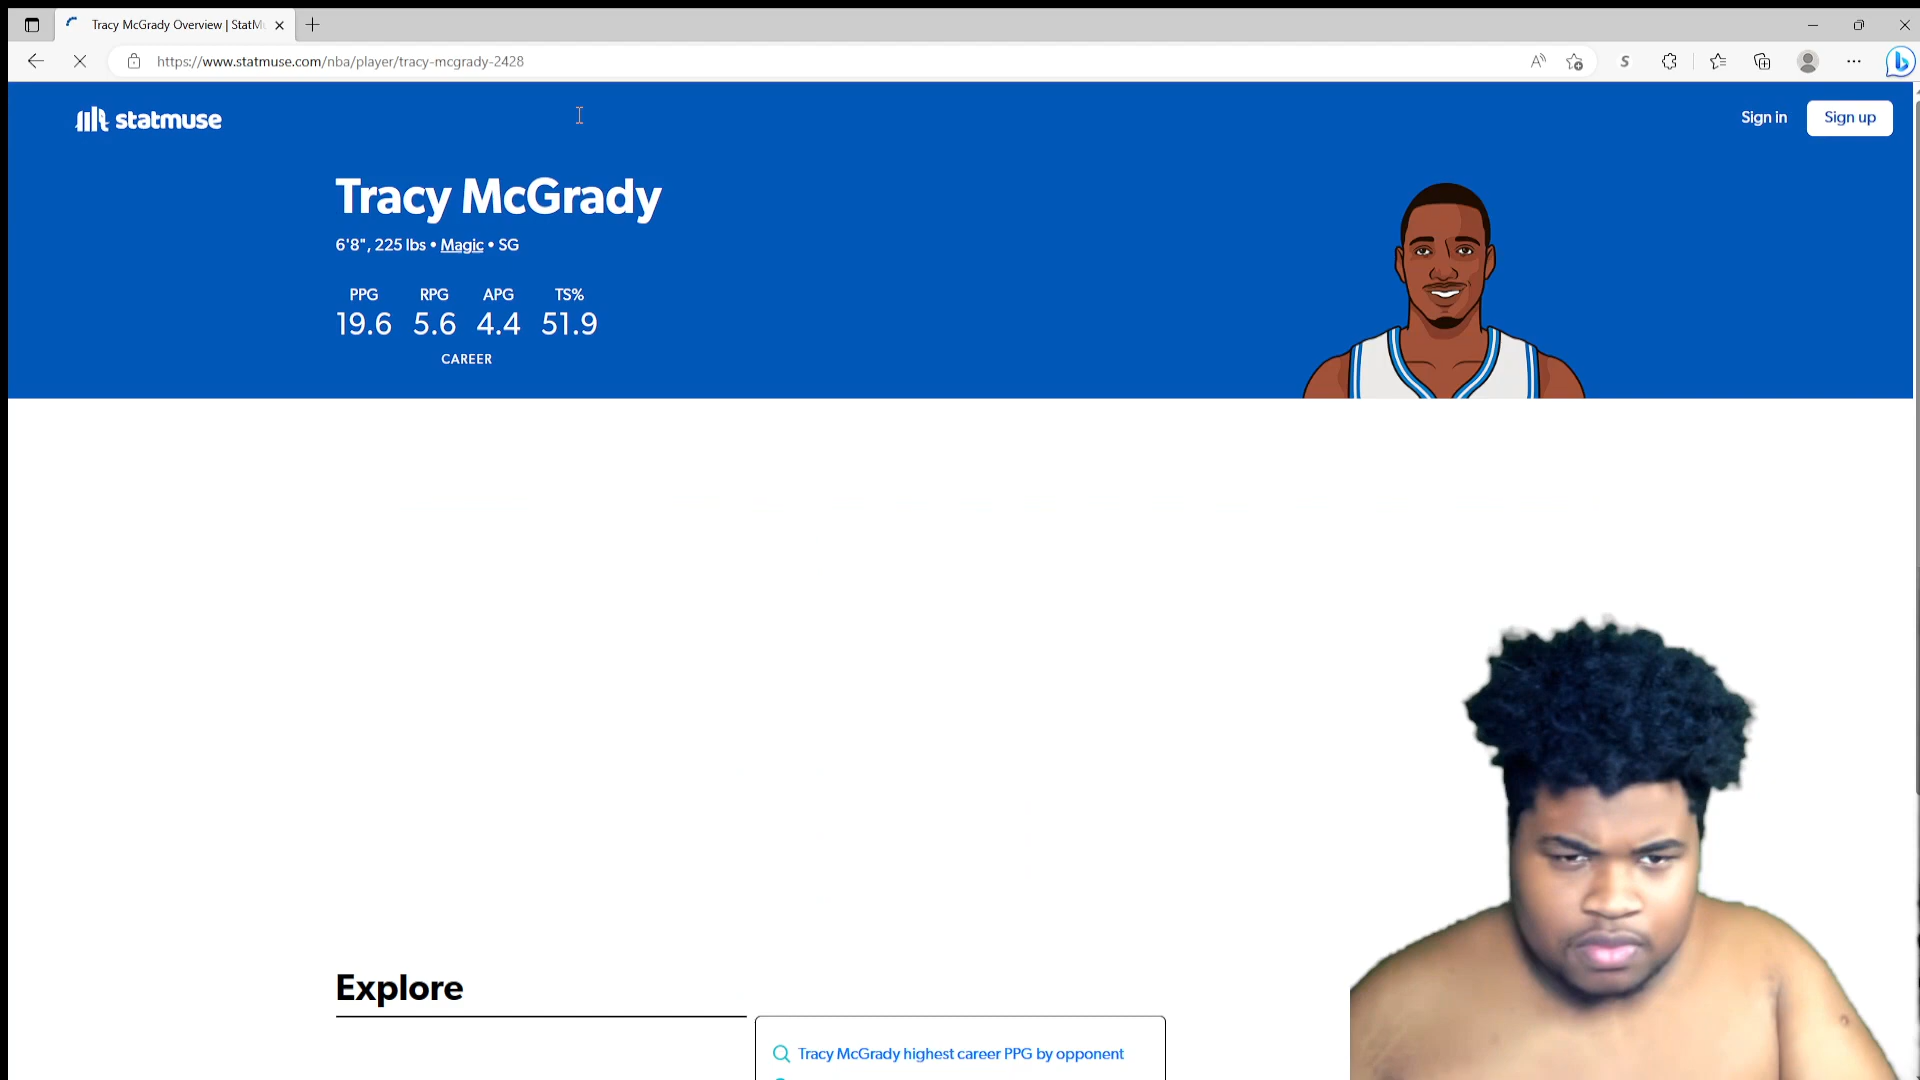 Tracy McGrady Overview | StatMu
https://www.statmuse.com/nba/player/tracy-mcgrady-2428
statmuse
Sign in
Sign up
Tracy McGrady
6'8", 225 lbs • Magic • SG
PPG RPG APG TS%
19.6 5.6 4.4 51.9
CAREER
Explore
Tracy McGrady highest career PPG by opponent